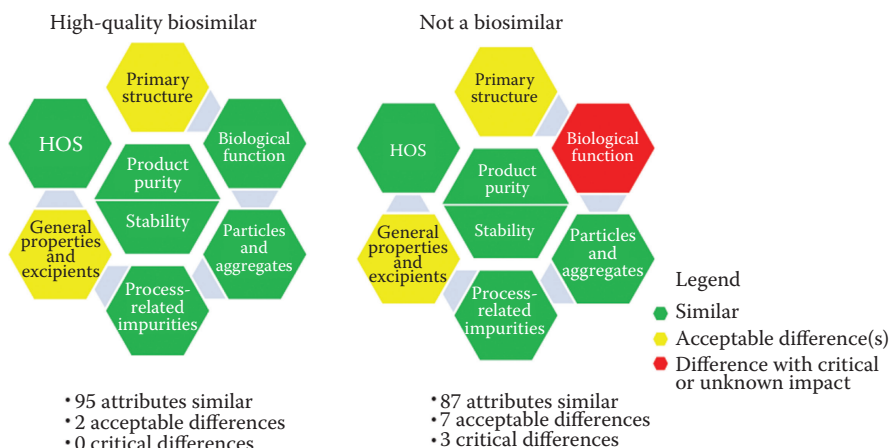 High-quality biosimilar
Primary
structure
HOS
Biological
function
Product
purity
Stability
General
properties
and
excipients
Particles
and
aggregates
Process-
related
impurities
• 95 attributes similar
• 2 acceptable differences
• 0 critical differences
Not a biosimilar
Primary
structure
HOS
Biological
function
Product
purity
Stability
General
properties
and
excipients
Particles
and
aggregates
Process-
related
impurities
• 87 attributes similar
• 7 acceptable differences
• 3 critical differences
Legend
Similar
Acceptable difference(s)
Difference with critical
or unknown impact